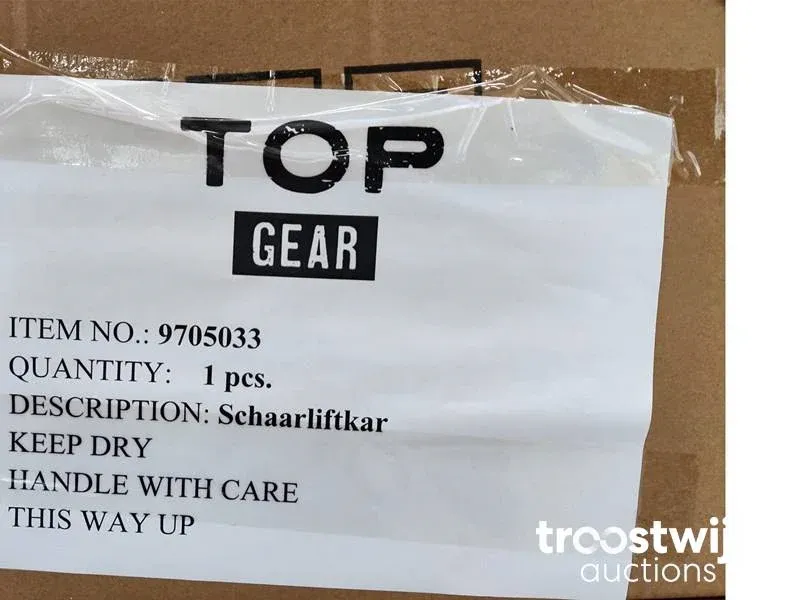 TOP
GEAR
ITEM NO.: 9705033
QUANTITY: 1 pcs.
DESCRIPTION: Schaarliftkar
KEEP DRY
HANDLE WITH CARE
THIS WAY UP
troostwij
auctions